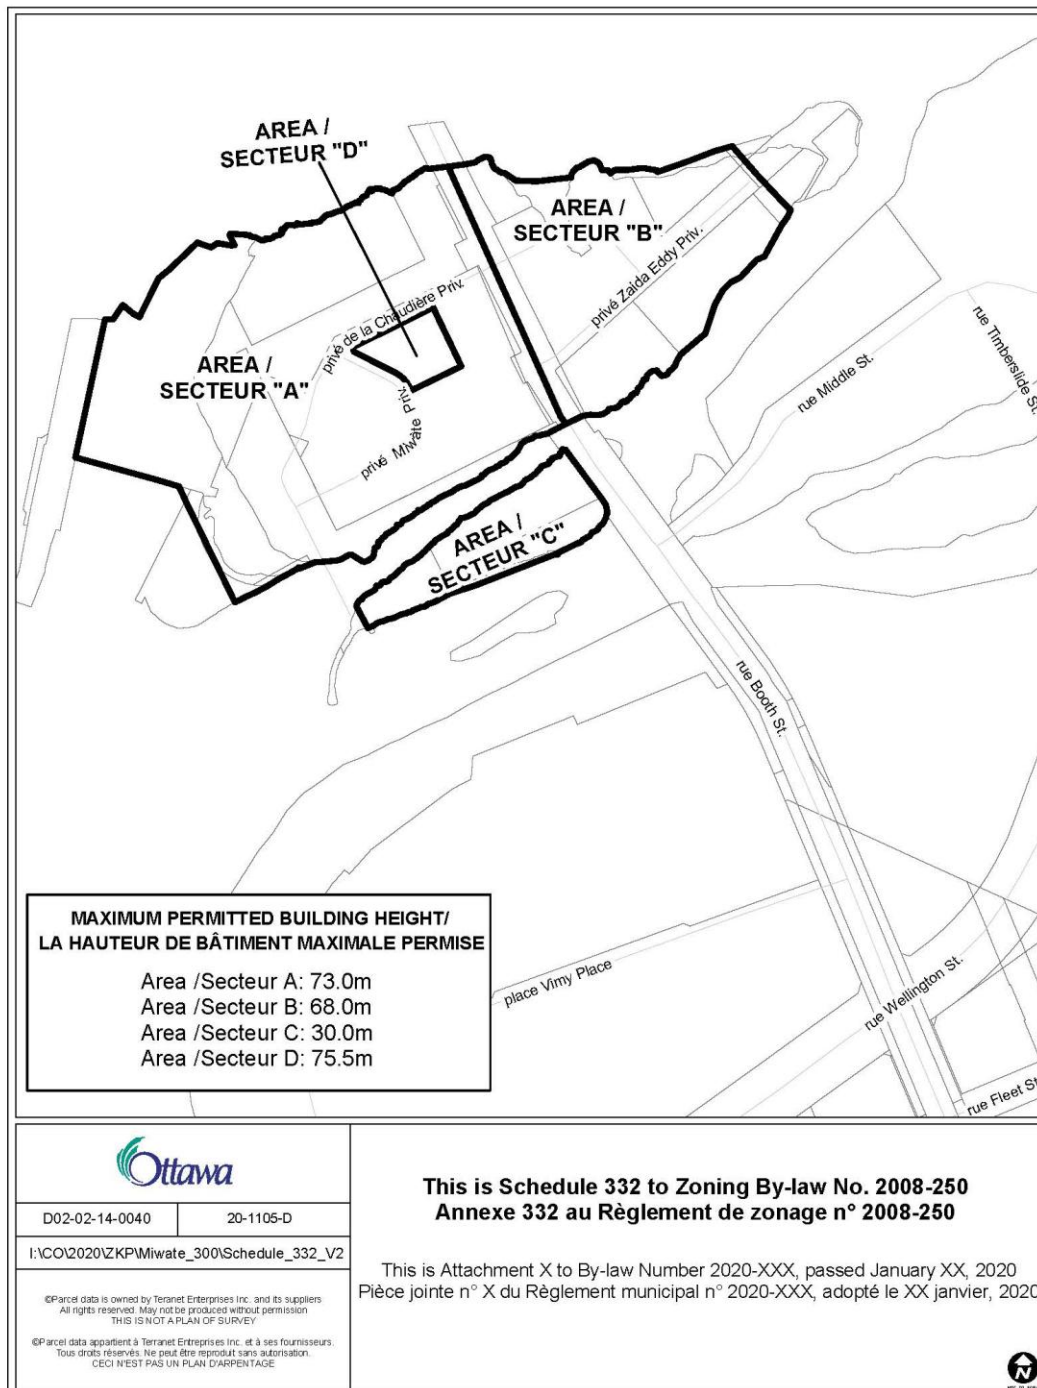 AREA /
SECTEUR "D"
AREA /
SECTEUR "B"
privé Zaida Eddy Priv.
privé de la Chaudière Priv.
AREA /
SECTEUR "A"
privé Miwàte Priv.
rue Timberslide St.
rue Middle St.
AREA /
SECTEUR "C"
rue Booth St.
MAXIMUM PERMITTED BUILDING HEIGHT/
LA HAUTEUR DE BÂTIMENT MAXIMALE PERMISE
Area /Secteur A: 73.0m
Area /Secteur B: 68.0m
Area /Secteur C: 30.0m
Area /Secteur D: 75.5m
place Vimy Place
rue Wellington St.
rue Fleet St.
Ottawa
D02-02-14-0040
20-1105-D
I:\CO\2020\ZKP\Miwate_300\Schedule_332_V2
©Parcel data is owned by Teranet Enterprises Inc. and its suppliers
All rights reserved. May not be produced without permission
THIS IS NOT A PLAN OF SURVEY
©Parcel data appartient à Terranet Entreprises Inc. et à ses fournisseurs.
Tous droits réservés. Ne peut être reproduit sans autorisation.
CECI N'EST PAS UN PLAN D'ARPENTAGE
This is Schedule 332 to Zoning By-law No. 2008-250
Annexe 332 au Règlement de zonage n° 2008-250
This is Attachment X to By-law Number 2020-XXX, passed January XX, 2020
Pièce jointe n° X du Règlement municipal n° 2020-XXX, adopté le XX janvier, 2020
N